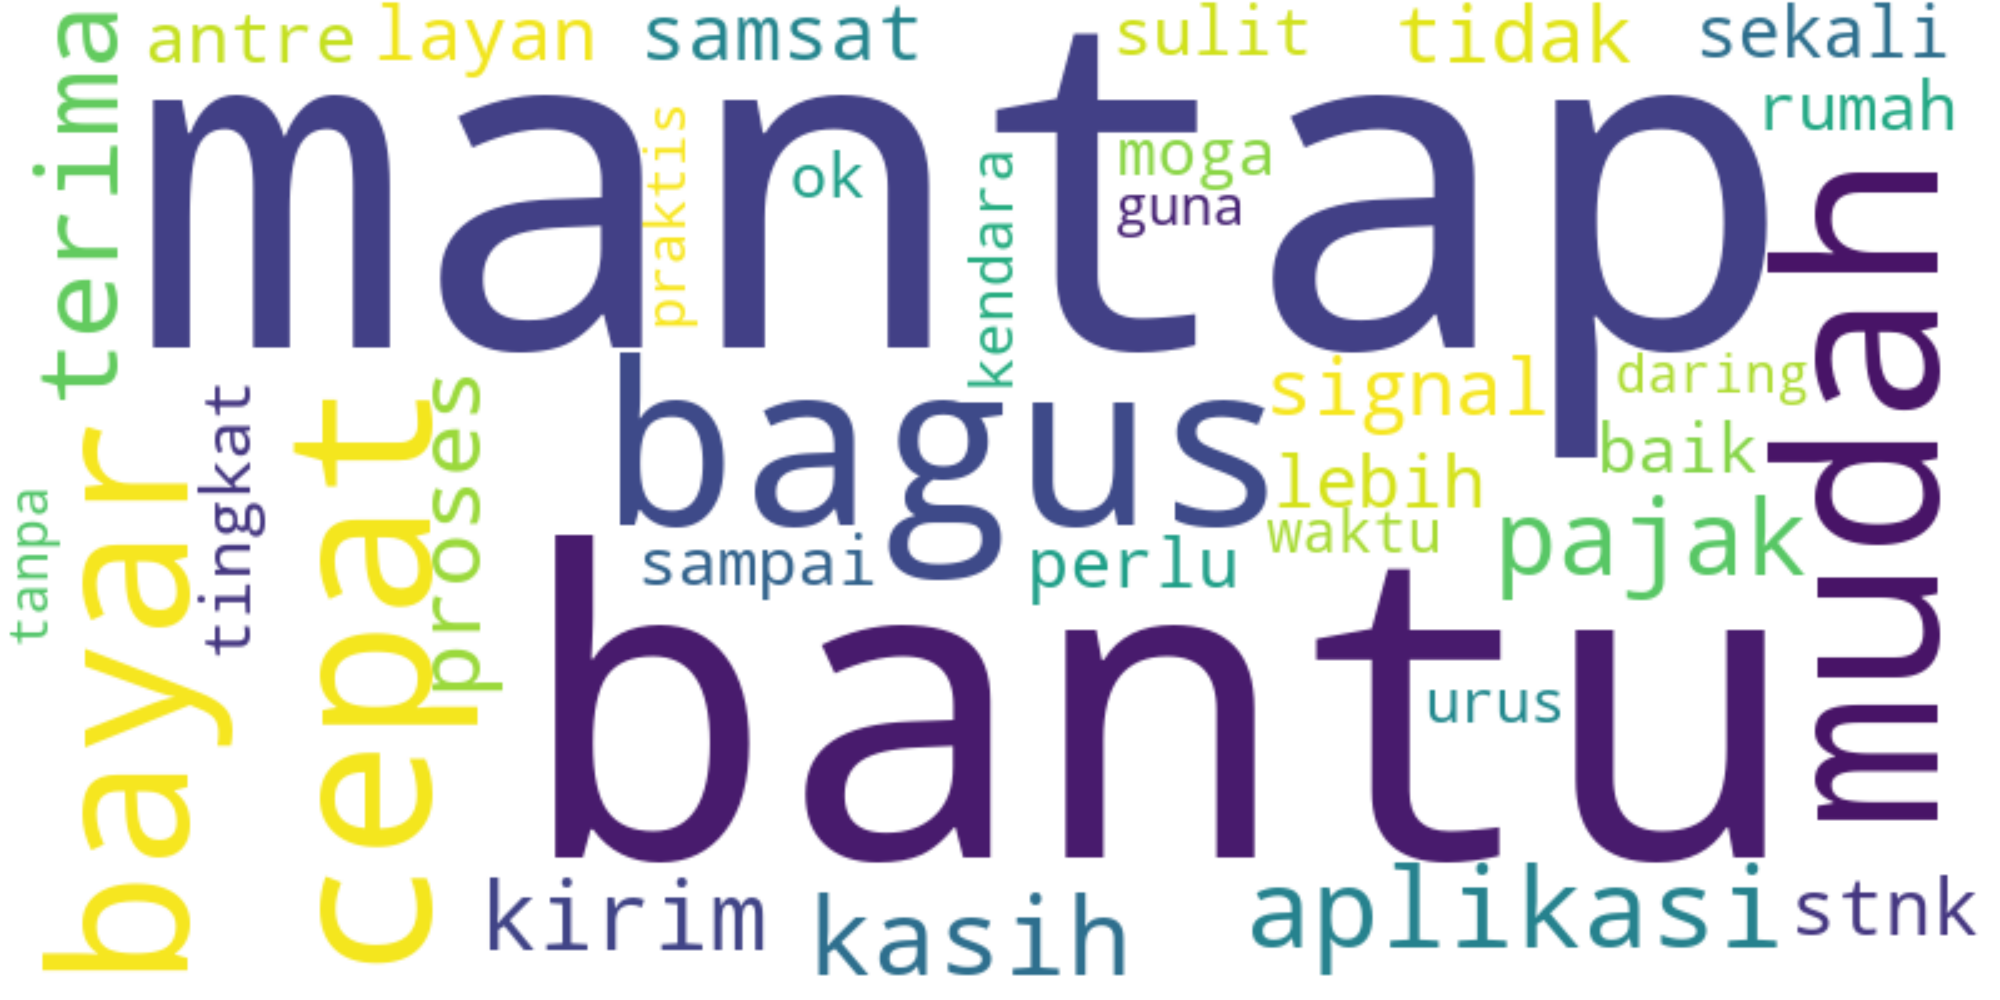 terima
antre
layan
samsat
sulit
tidak
sekali
rumah
mantap
praktis
ok
kendara
moga
guna
mudah
bagus
signal
daring
baik
lebih
waktu
pajak
tingkat
proses
cepat
bayar
tanpa
sampai
perlu
bantu
urus
kirim
kasih
aplikasi
stnk